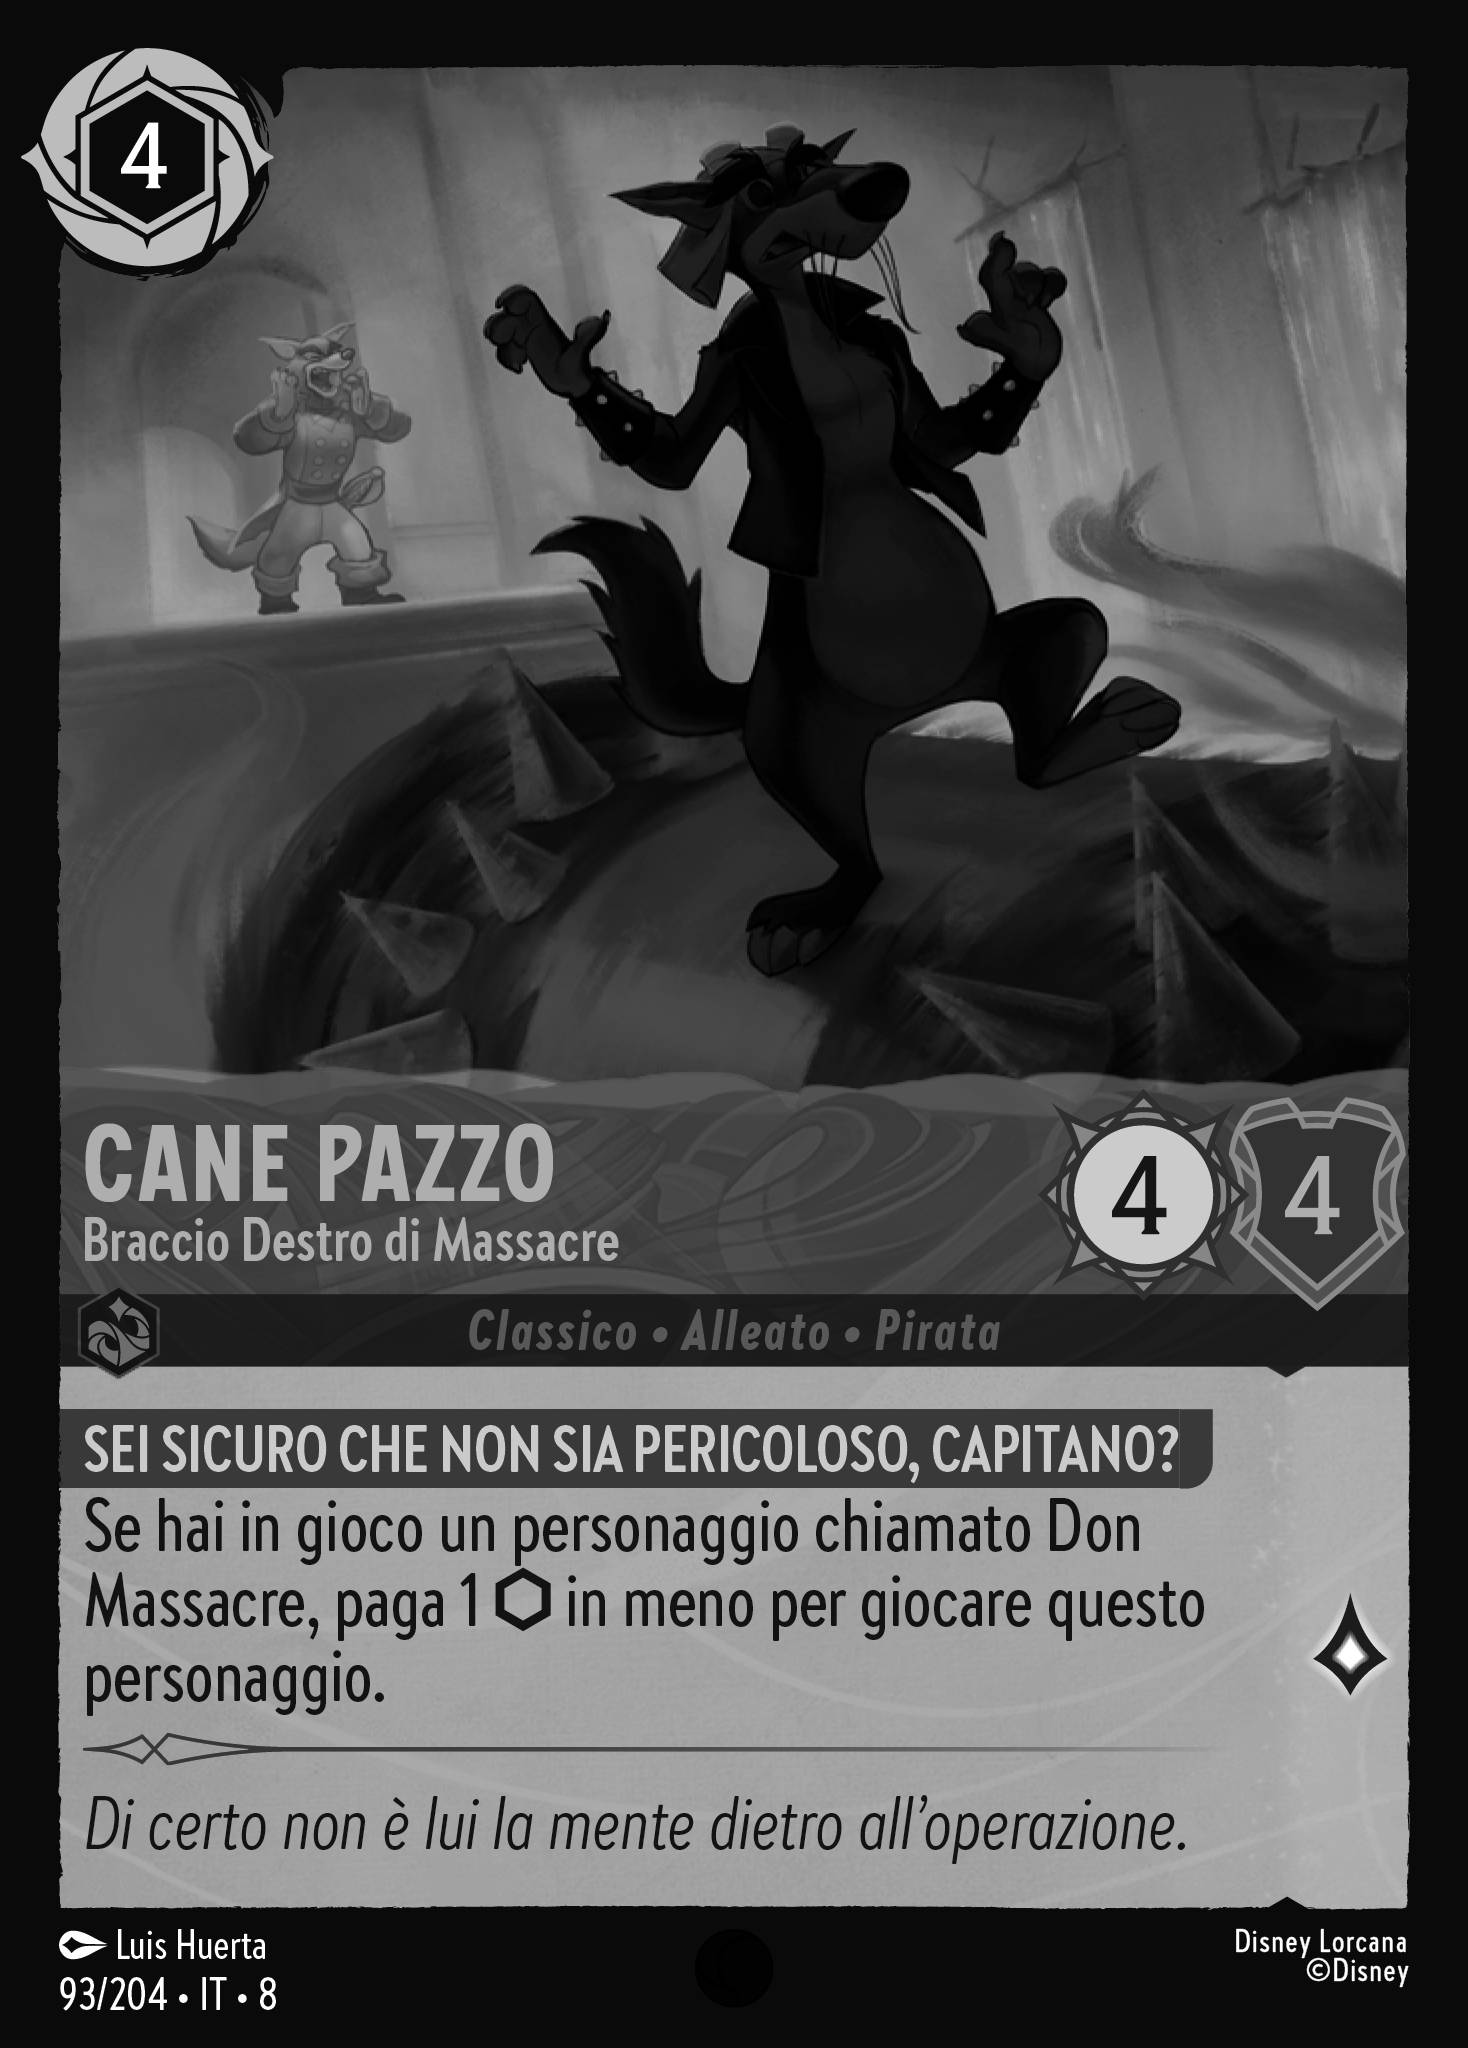 4
CANE PAZZO
Braccio Destro di Massacre
4
4
Classico • Alleato • Pirata
SEI SICURO CHE NON SIA PERICOLOSO, CAPITANO?
Se hai in gioco un personaggio chiamato Don
Massacre, paga 1 ⬡ in meno per giocare questo
personaggio.
Di certo non è lui la mente dietro all’operazione.
Luis Huerta
93/204 • IT • 8
Disney Lorcana
©Disney